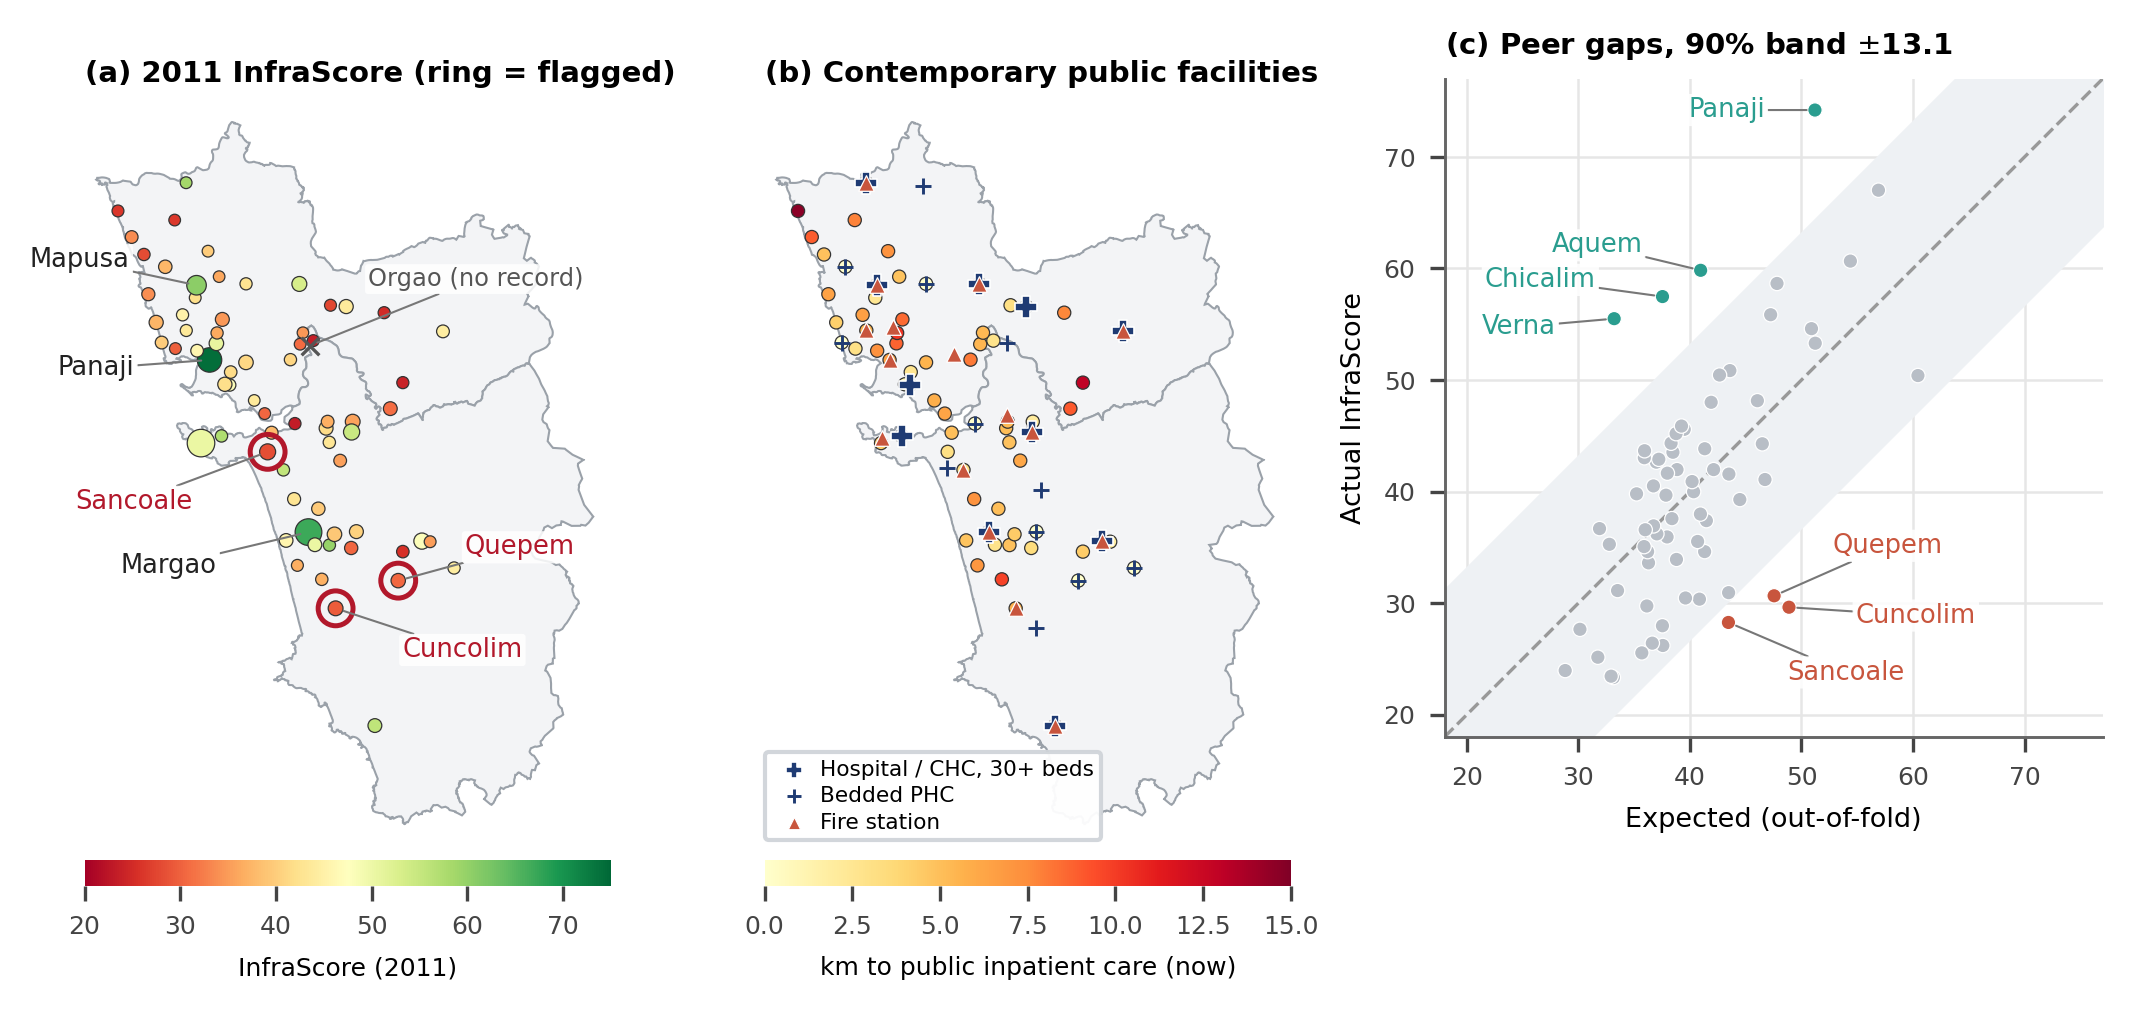 (a) 2011 InfraScore (ring = flagged)
Mapusa
Orgao (no record)
Panaji
Sancoale
Quepem
Margao
Cuncolim
20 30 40 50 60 70
InfraScore (2011)
(b) Contemporary public facilities
Hospital / CHC, 30+ beds
Bedded PHC
Fire station
0.0 2.5 5.0 7.5 10.0 12.5 15.0
km to public inpatient care (now)
(c) Peer gaps, 90% band ±13.1
Actual InfraScore
70
60
50
40
30
20
Panaji
Aquem
Chicalim
Verna
Quepem
Cuncolim
Sancoale
20 30 40 50 60 70
Expected (out-of-fold)